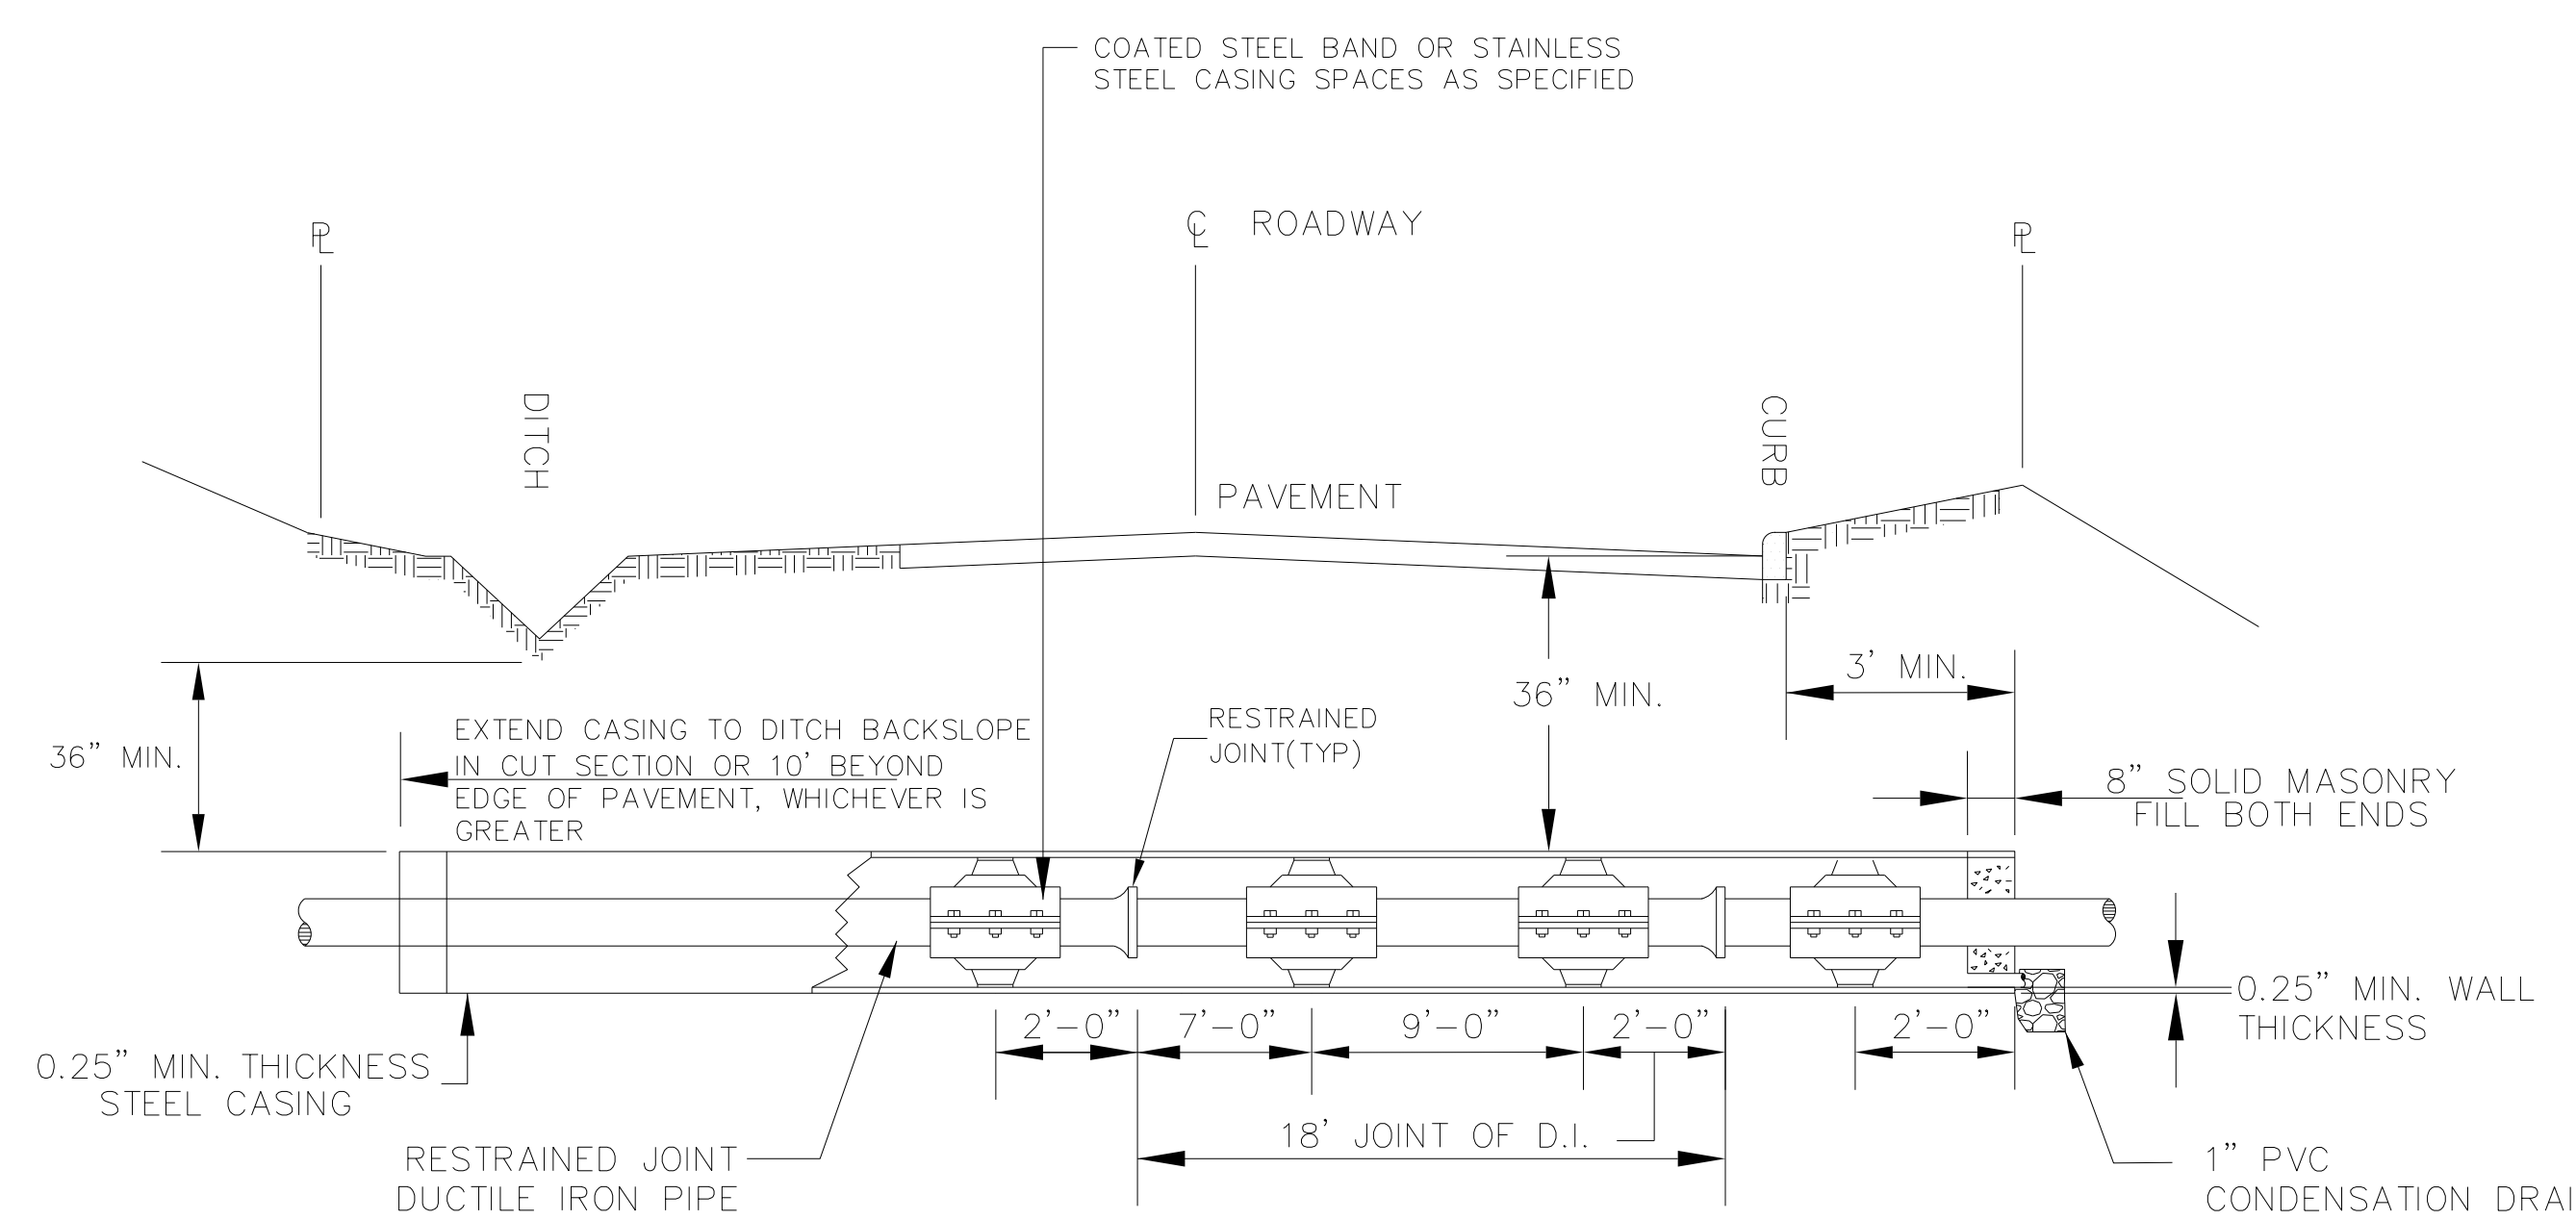 COATED STEEL BAND OR STAINLESS
STEEL CASING SPACES AS SPECIFIED
PL
CL ROADWAY
PL
DITCH
CURB
PAVEMENT
36” MIN.
EXTEND CASING TO DITCH BACKSLOPE
IN CUT SECTION OR 10’ BEYOND
EDGE OF PAVEMENT, WHICHEVER IS
GREATER
RESTRAINED
JOINT(TYP)
36” MIN.
3’ MIN.
8” SOLID MASONRY
FILL BOTH ENDS
2’-0”
7’-0”
9’-0”
2’-0”
2’-0”
0.25” MIN. WALL
THICKNESS
0.25” MIN. THICKNESS
STEEL CASING
18’ JOINT OF D.I.
RESTRAINED JOINT
DUCTILE IRON PIPE
1” PVC
CONDENSATION DRAI